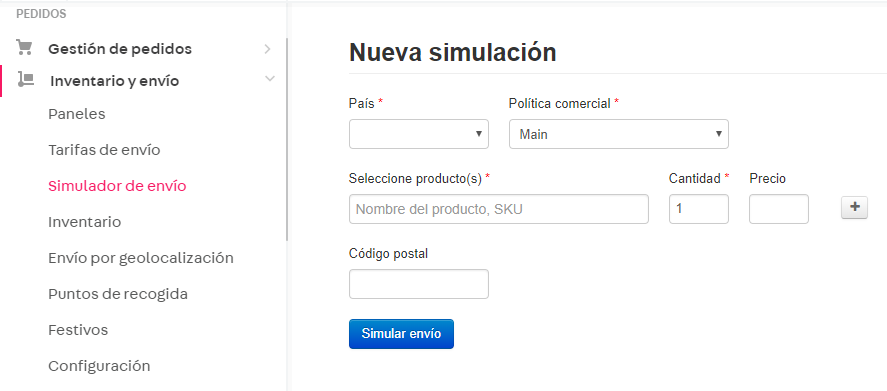 PEDIDOS
Gestión de pedidos
Inventario y envío
Paneles
Tarifas de envío
Simulador de envío
Inventario
Envío por geolocalización
Puntos de recogida
Festivos
Configuración
Nueva simulación
País * Política comercial *
Main
Seleccione producto(s) * Cantidad * Precio
Nombre del producto, SKU 1 +
Código postal
Simular envío